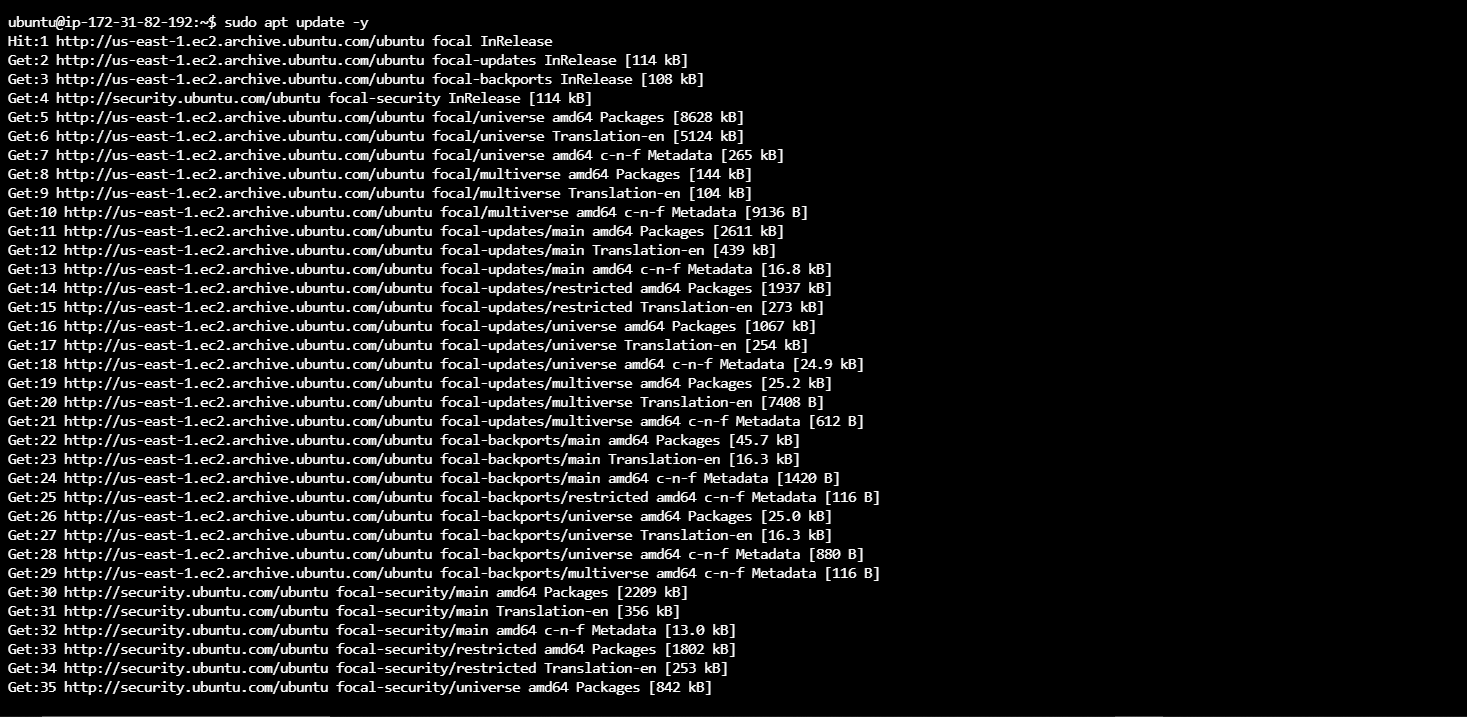 ubuntu@ip-172-31-82-192:~$ sudo apt update -y
Hit:1 http://us-east-1.ec2.archive.ubuntu.com/ubuntu focal InRelease
Get:2 http://us-east-1.ec2.archive.ubuntu.com/ubuntu focal-updates InRelease [114 kB]
Get:3 http://us-east-1.ec2.archive.ubuntu.com/ubuntu focal-backports InRelease [108 kB]
Get:4 http://security.ubuntu.com/ubuntu focal-security InRelease [114 kB]
Get:5 http://us-east-1.ec2.archive.ubuntu.com/ubuntu focal/universe amd64 Packages [8628 kB]
Get:6 http://us-east-1.ec2.archive.ubuntu.com/ubuntu focal/universe Translation-en [5124 kB]
Get:7 http://us-east-1.ec2.archive.ubuntu.com/ubuntu focal/universe amd64 c-n-f Metadata [265 kB]
Get:8 http://us-east-1.ec2.archive.ubuntu.com/ubuntu focal/multiverse amd64 Packages [144 kB]
Get:9 http://us-east-1.ec2.archive.ubuntu.com/ubuntu focal/multiverse Translation-en [104 kB]
Get:10 http://us-east-1.ec2.archive.ubuntu.com/ubuntu focal/multiverse amd64 c-n-f Metadata [9136 B]
Get:11 http://us-east-1.ec2.archive.ubuntu.com/ubuntu focal-updates/main amd64 Packages [2611 kB]
Get:12 http://us-east-1.ec2.archive.ubuntu.com/ubuntu focal-updates/main Translation-en [439 kB]
Get:13 http://us-east-1.ec2.archive.ubuntu.com/ubuntu focal-updates/main amd64 c-n-f Metadata [16.8 kB]
Get:14 http://us-east-1.ec2.archive.ubuntu.com/ubuntu focal-updates/restricted amd64 Packages [1937 kB]
Get:15 http://us-east-1.ec2.archive.ubuntu.com/ubuntu focal-updates/restricted Translation-en [273 kB]
Get:16 http://us-east-1.ec2.archive.ubuntu.com/ubuntu focal-updates/universe amd64 Packages [1067 kB]
Get:17 http://us-east-1.ec2.archive.ubuntu.com/ubuntu focal-updates/universe Translation-en [254 kB]
Get:18 http://us-east-1.ec2.archive.ubuntu.com/ubuntu focal-updates/universe amd64 c-n-f Metadata [24.9 kB]
Get:19 http://us-east-1.ec2.archive.ubuntu.com/ubuntu focal-updates/multiverse amd64 Packages [25.2 kB]
Get:20 http://us-east-1.ec2.archive.ubuntu.com/ubuntu focal-updates/multiverse Translation-en [7408 B]
Get:21 http://us-east-1.ec2.archive.ubuntu.com/ubuntu focal-updates/multiverse amd64 c-n-f Metadata [612 B]
Get:22 http://us-east-1.ec2.archive.ubuntu.com/ubuntu focal-backports/main amd64 Packages [45.7 kB]
Get:23 http://us-east-1.ec2.archive.ubuntu.com/ubuntu focal-backports/main Translation-en [16.3 kB]
Get:24 http://us-east-1.ec2.archive.ubuntu.com/ubuntu focal-backports/main amd64 c-n-f Metadata [1420 B]
Get:25 http://us-east-1.ec2.archive.ubuntu.com/ubuntu focal-backports/restricted amd64 c-n-f Metadata [116 B]
Get:26 http://us-east-1.ec2.archive.ubuntu.com/ubuntu focal-backports/universe amd64 Packages [25.0 kB]
Get:27 http://us-east-1.ec2.archive.ubuntu.com/ubuntu focal-backports/universe Translation-en [16.3 kB]
Get:28 http://us-east-1.ec2.archive.ubuntu.com/ubuntu focal-backports/universe amd64 c-n-f Metadata [880 B]
Get:29 http://us-east-1.ec2.archive.ubuntu.com/ubuntu focal-backports/multiverse amd64 c-n-f Metadata [116 B]
Get:30 http://security.ubuntu.com/ubuntu focal-security/main amd64 Packages [2209 kB]
Get:31 http://security.ubuntu.com/ubuntu focal-security/main Translation-en [356 kB]
Get:32 http://security.ubuntu.com/ubuntu focal-security/main amd64 c-n-f Metadata [13.0 kB]
Get:33 http://security.ubuntu.com/ubuntu focal-security/restricted amd64 Packages [1802 kB]
Get:34 http://security.ubuntu.com/ubuntu focal-security/restricted Translation-en [253 kB]
Get:35 http://security.ubuntu.com/ubuntu focal-security/universe amd64 Packages [842 kB]